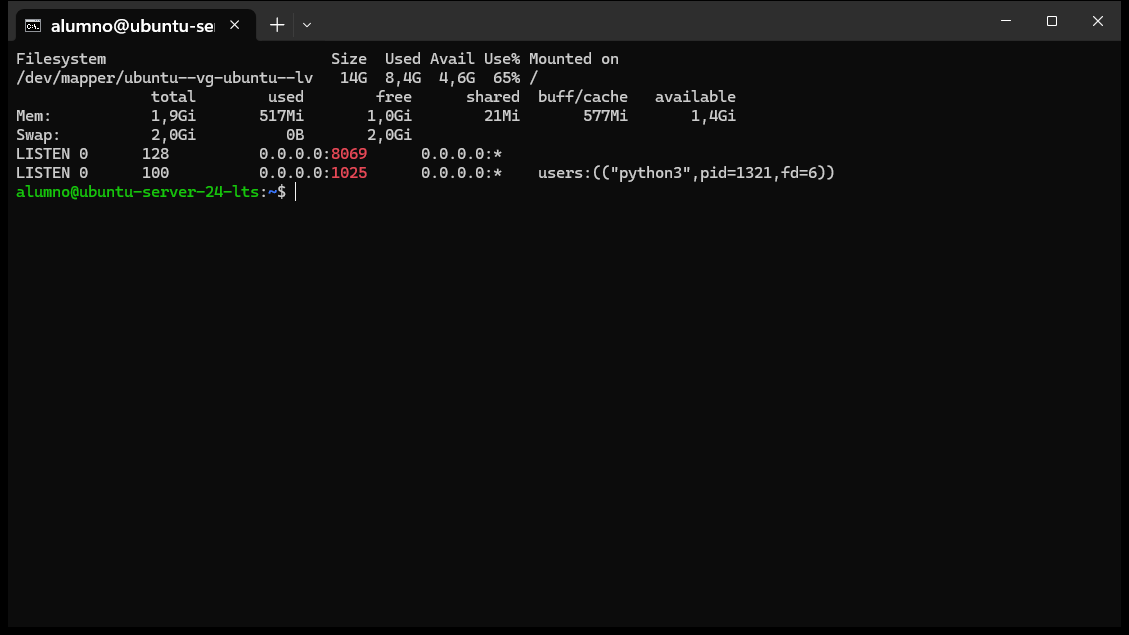 alumno@ubuntu-se
Filesystem Size Used Avail Use% Mounted on
/dev/mapper/ubuntu--vg-ubuntu--lv 14G 8,4G 4,6G 65% /
total used free shared buff/cache available
Mem: 1,9Gi 517Mi 1,0Gi 21Mi 577Mi 1,4Gi
Swap: 2,0Gi 0B 2,0Gi
LISTEN 0 128 0.0.0.0:8069 0.0.0.0:*
LISTEN 0 100 0.0.0.0:1025 0.0.0.0:* users:(("python3",pid=1321,fd=6))
alumno@ubuntu-server-24-lts:~$